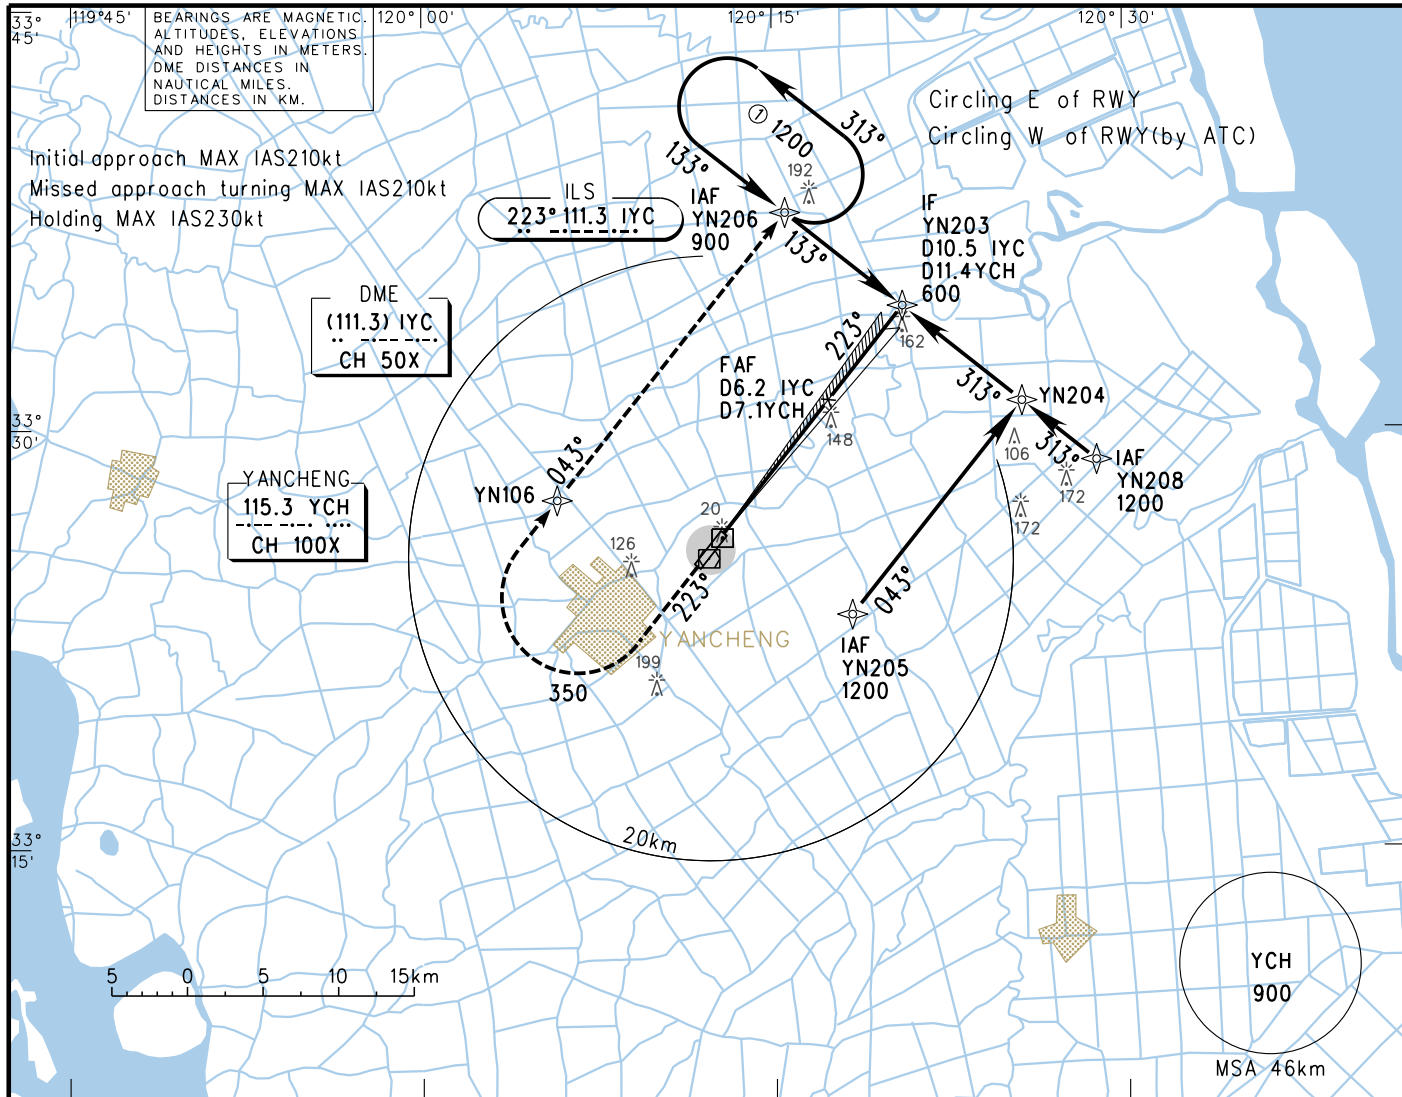 33°
45'
119°45'
120°00'
120°15'
120°30'
BEARINGS ARE MAGNETIC.
ALTITUDES, ELEVATIONS
AND HEIGHTS IN METERS.
DME DISTANCES IN
NAUTICAL MILES.
DISTANCES IN KM.
Initial approach MAX IAS210kt
Missed approach turning MAX IAS210kt
Holding MAX IAS230kt
Circling E of RWY
Circling W of RWY(by ATC)
① 1200
313°
133°
192
ILS
223° 111.3 IYC
IAF
YN206
900
133°
IF
YN203
D10.5 IYC
D11.4YCH
600
DME
(111.3) IYC
CH 50X
162
223°
FAF
D6.2 IYC
D7.1YCH
148
313°
YN204
33°
30'
106
313°
172
172
IAF
YN208
1200
043°
YN106
YANCHENG
115.3 YCH
CH 100X
20
126
223°
043°
YANCHENG
199
350
IAF
YN205
1200
20km
33°
15'
5 0 5 10 15km
YCH
900
MSA 46km